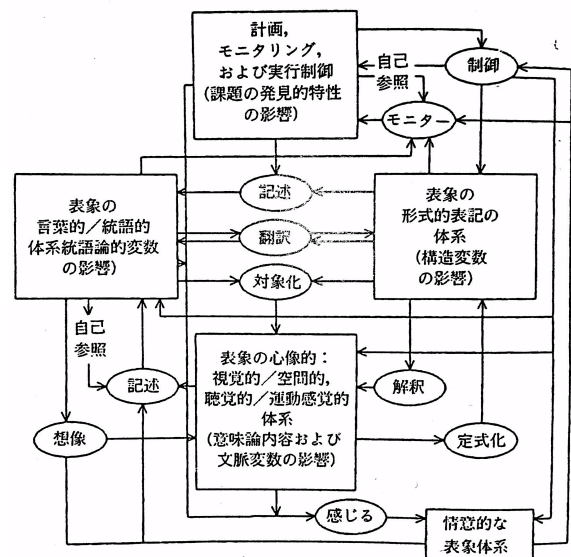 計画,
モニタリング,
および実行制御
(課題の発見的特性
の影響)
自己
参照
制御
モニター
表象の
言葉的/統語的
体系統語論的変数
の影響)
記述
翻訳
対象化
表象の
形式的表記の
体系
(構造変数
の影響)
自己
参照
記述
想像
表象の心像的:
視覚的/空間的,
聴覚的/運動感覚的
体系
(意味論内容および
文脈変数の影響)
解釈
定式化
感じる
情意的な
表象体系